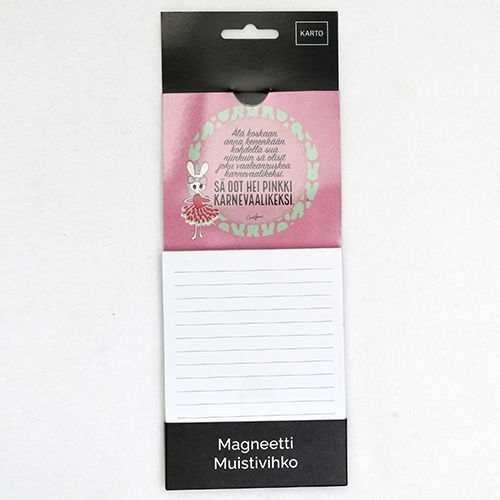 KARTO
Älä koskaan
anna kenenkään
kohdella sua
niinkuin sä olisit
joku vaaleanruskea
karnevaalikeksi.
SÄ OOT HEI PINKKI
KARNEVAALIKEKSI.
Magneetti
Muistivihko